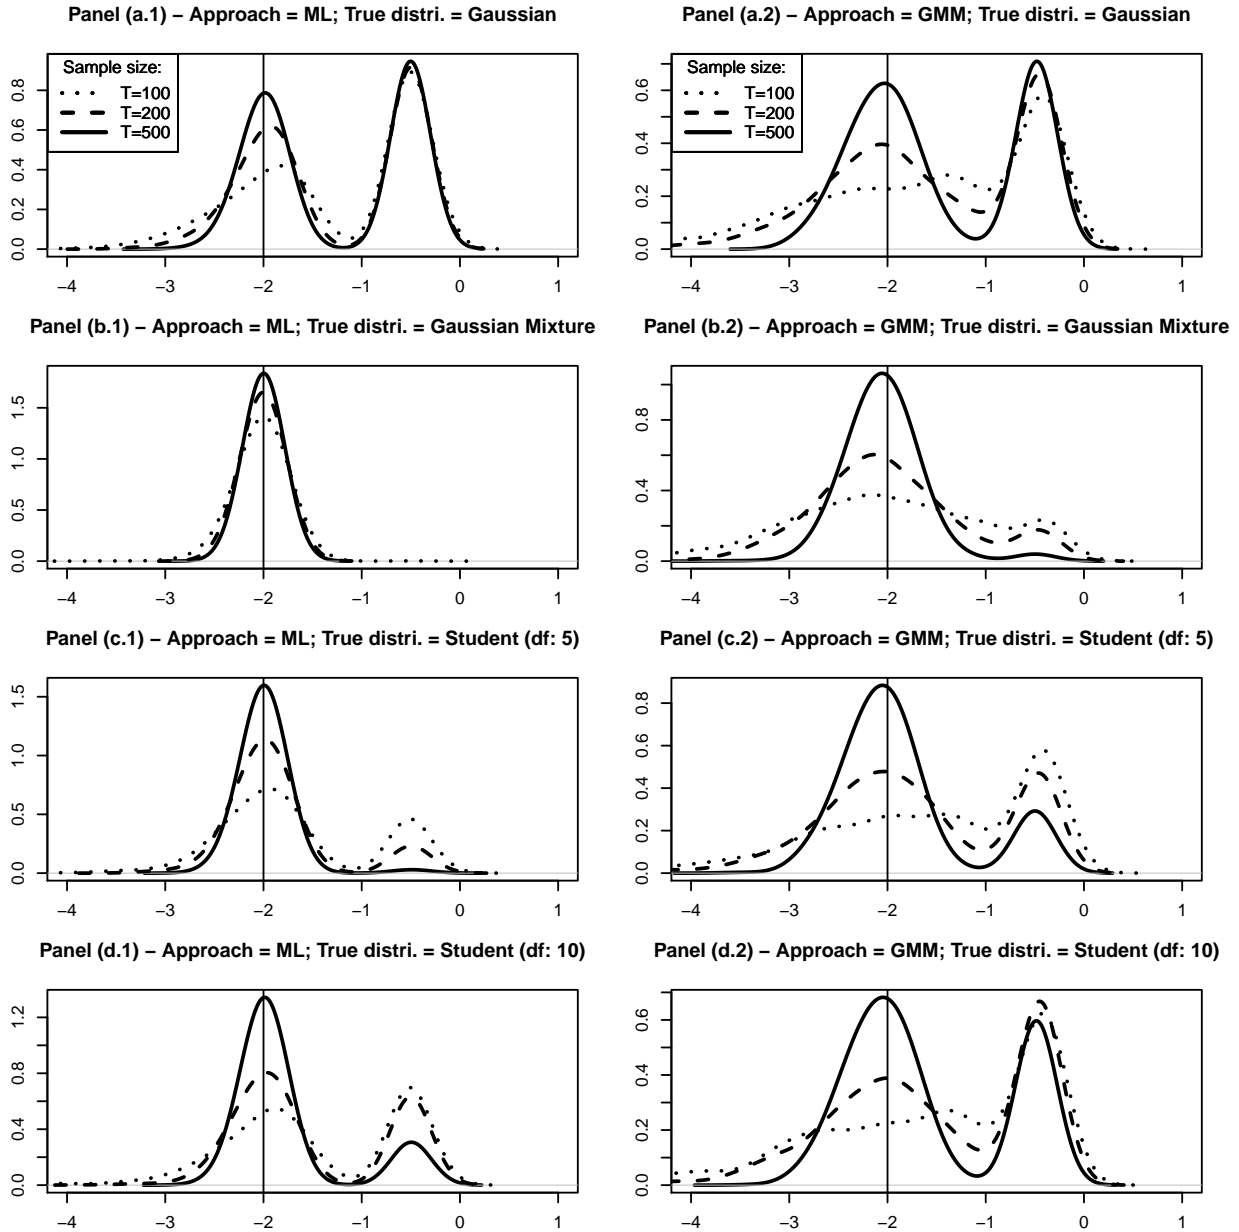 Panel (a.1) – Approach = ML; True distri. = Gaussian
Sample size:
T=100
T=200
T=500
0.0 0.2 0.4 0.6 0.8
−4 −3 −2 −1 0 1
Panel (a.2) – Approach = GMM; True distri. = Gaussian
Sample size:
T=100
T=200
T=500
0.0 0.2 0.4 0.6
−4 −3 −2 −1 0 1
Panel (b.1) – Approach = ML; True distri. = Gaussian Mixture
0.0 0.5 1.0 1.5
−4 −3 −2 −1 0 1
Panel (b.2) – Approach = GMM; True distri. = Gaussian Mixture
0.0 0.4 0.8
−4 −3 −2 −1 0 1
Panel (c.1) – Approach = ML; True distri. = Student (df: 5)
0.0 0.5 1.0 1.5
−4 −3 −2 −1 0 1
Panel (c.2) – Approach = GMM; True distri. = Student (df: 5)
0.0 0.2 0.4 0.6 0.8
−4 −3 −2 −1 0 1
Panel (d.1) – Approach = ML; True distri. = Student (df: 10)
0.0 0.4 0.8 1.2
−4 −3 −2 −1 0 1
Panel (d.2) – Approach = GMM; True distri. = Student (df: 10)
0.0 0.2 0.4 0.6
−4 −3 −2 −1 0 1